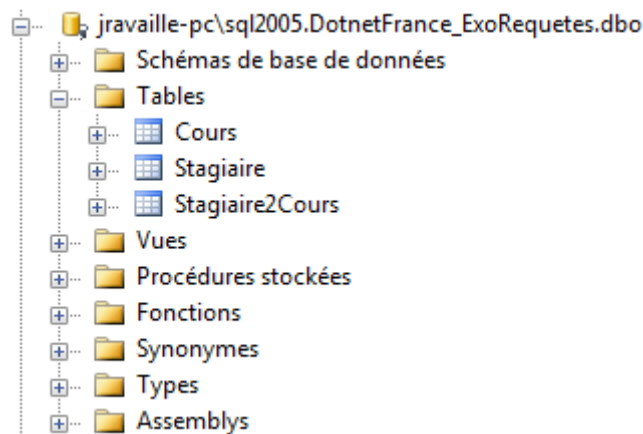 jravaille-pc\sql2005.DotnetFrance_ExoRequetes.dbo
Schémas de base de données
Tables
Cours
Stagiaire
Stagiaire2Cours
Vues
Procédures stockées
Fonctions
Synonymes
Types
Assemblys